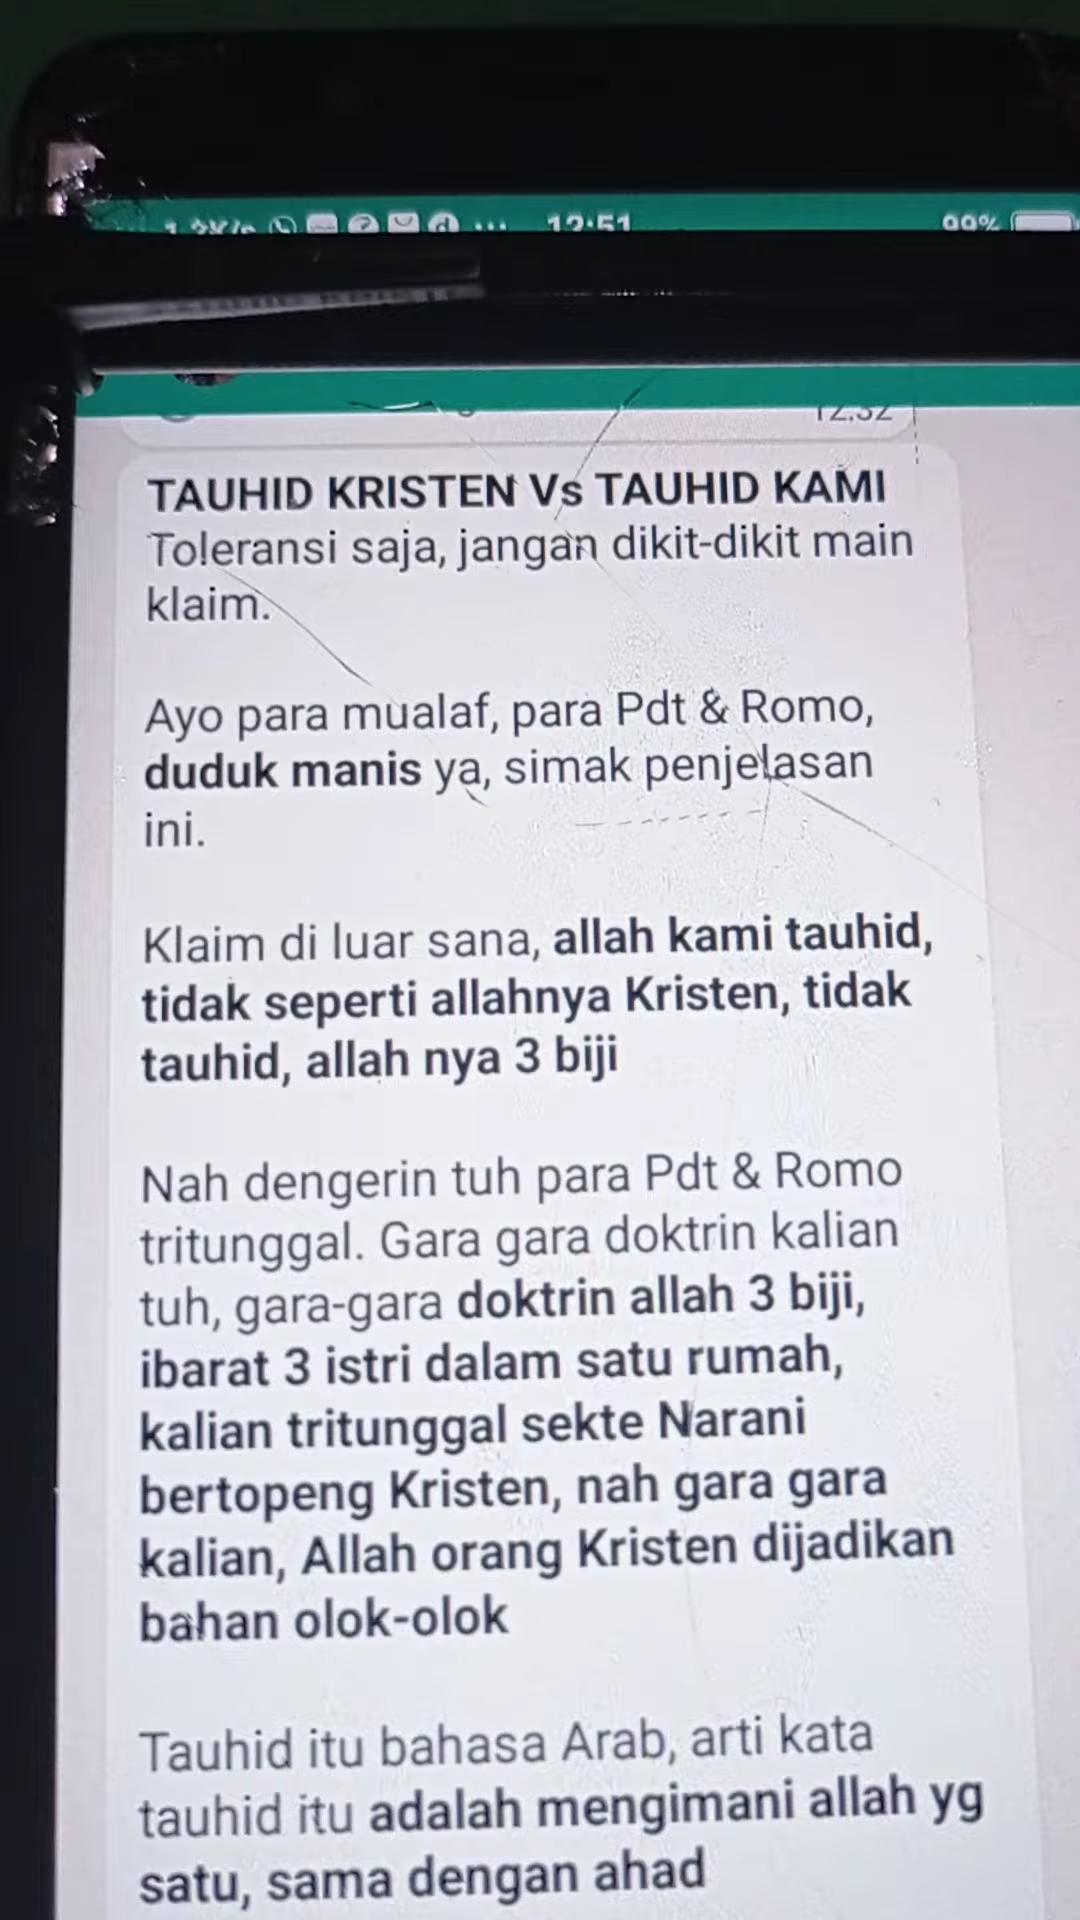 12:51
99%
12.32
TAUHID KRISTEN Vs TAUHID KAMI
Toleransi saja, jangan dikit-dikit main
klaim.
Ayo para mualaf, para Pdt & Romo,
duduk manis ya, simak penjelasan
ini.
Klaim di luar sana, allah kami tauhid,
tidak seperti allahnya Kristen, tidak
tauhid, allah nya 3 biji
Nah dengerin tuh para Pdt & Romo
tritunggal. Gara gara doktrin kalian
tuh, gara-gara doktrin allah 3 biji,
ibarat 3 istri dalam satu rumah,
kalian tritunggal sekte Narani
bertopeng Kristen, nah gara gara
kalian, Allah orang Kristen dijadikan
bahan olok-olok
Tauhid itu bahasa Arab, arti kata
tauhid itu adalah mengimani allah yg
satu, sama dengan ahad